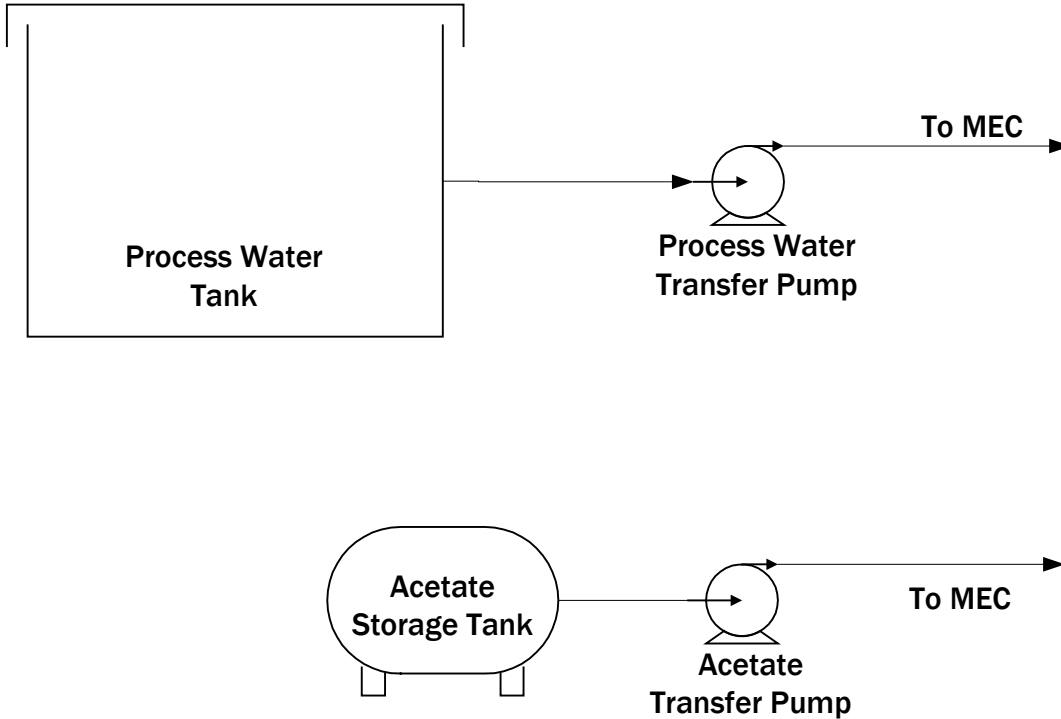 To MEC
Process Water
Tank
Process Water
Transfer Pump
Acetate
Storage Tank
To MEC
Acetate
Transfer Pump